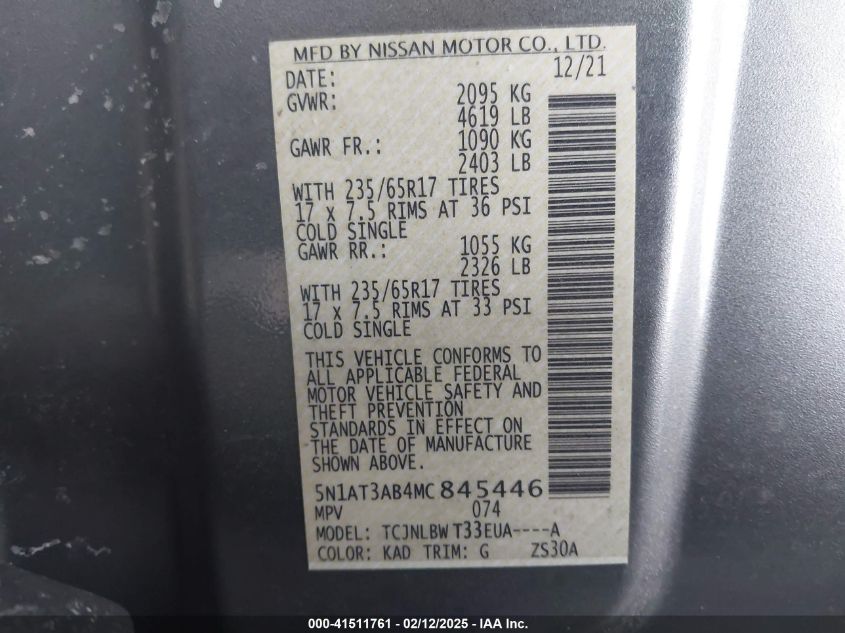 MFD BY NISSAN MOTOR CO., LTD.
DATE: 12/21
GVWR: 2095 KG
4619 LB
GAWR FR.: 1090 KG
2403 LB
WITH 235/65R17 TIRES
17 x 7.5 RIMS AT 36 PSI
COLD SINGLE
GAWR RR.: 1055 KG
2326 LB
WITH 235/65R17 TIRES
17 x 7.5 RIMS AT 33 PSI
COLD SINGLE
THIS VEHICLE CONFORMS TO
ALL APPLICABLE FEDERAL
MOTOR VEHICLE SAFETY AND
THEFT PREVENTION
STANDARDS IN EFFECT ON
THE DATE OF MANUFACTURE
SHOWN ABOVE.
5N1AT3AB4MC845446
MPV 074
MODEL: TCJNLBW T33EUA----A
COLOR: KAD TRIM: G ZS30A
000-41511761 - 02/12/2025 - IAA Inc.